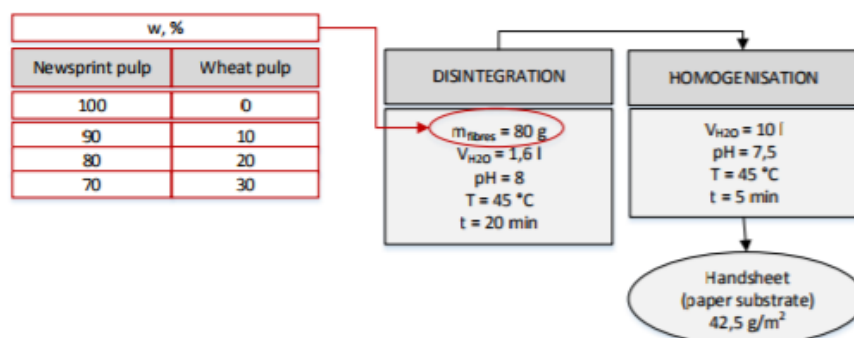 w, %
Newsprint pulp Wheat pulp
100 0
90 10
80 20
70 30
DISINTEGRATION
mfibres = 80 g
VH2O = 1,6 l
pH = 8
T = 45 °C
t = 20 min
HOMOGENISATION
VH2O = 10 l
pH = 7,5
T = 45 °C
t = 5 min
Handsheet
(paper substrate)
42,5 g/m²